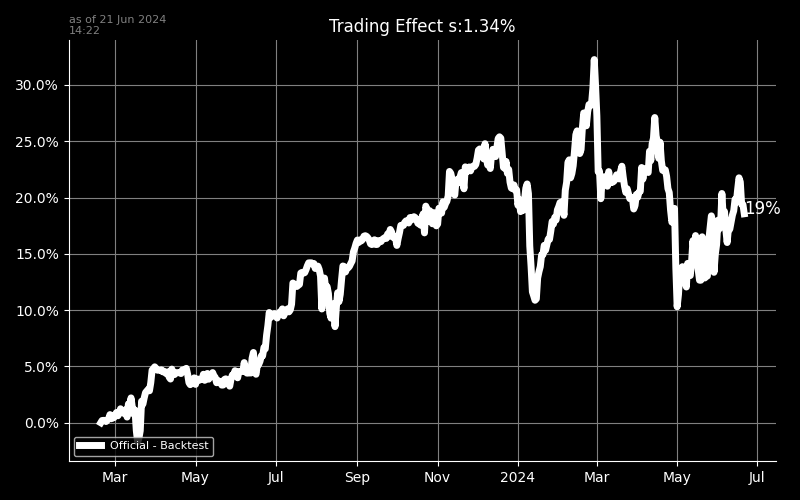 as of 21 Jun 2024
14:22
Trading Effect s:1.34%
30.0%
25.0%
20.0%
19%
15.0%
10.0%
5.0%
0.0%
Official - Backtest
Mar May Jul Sep Nov 2024 Mar May Jul